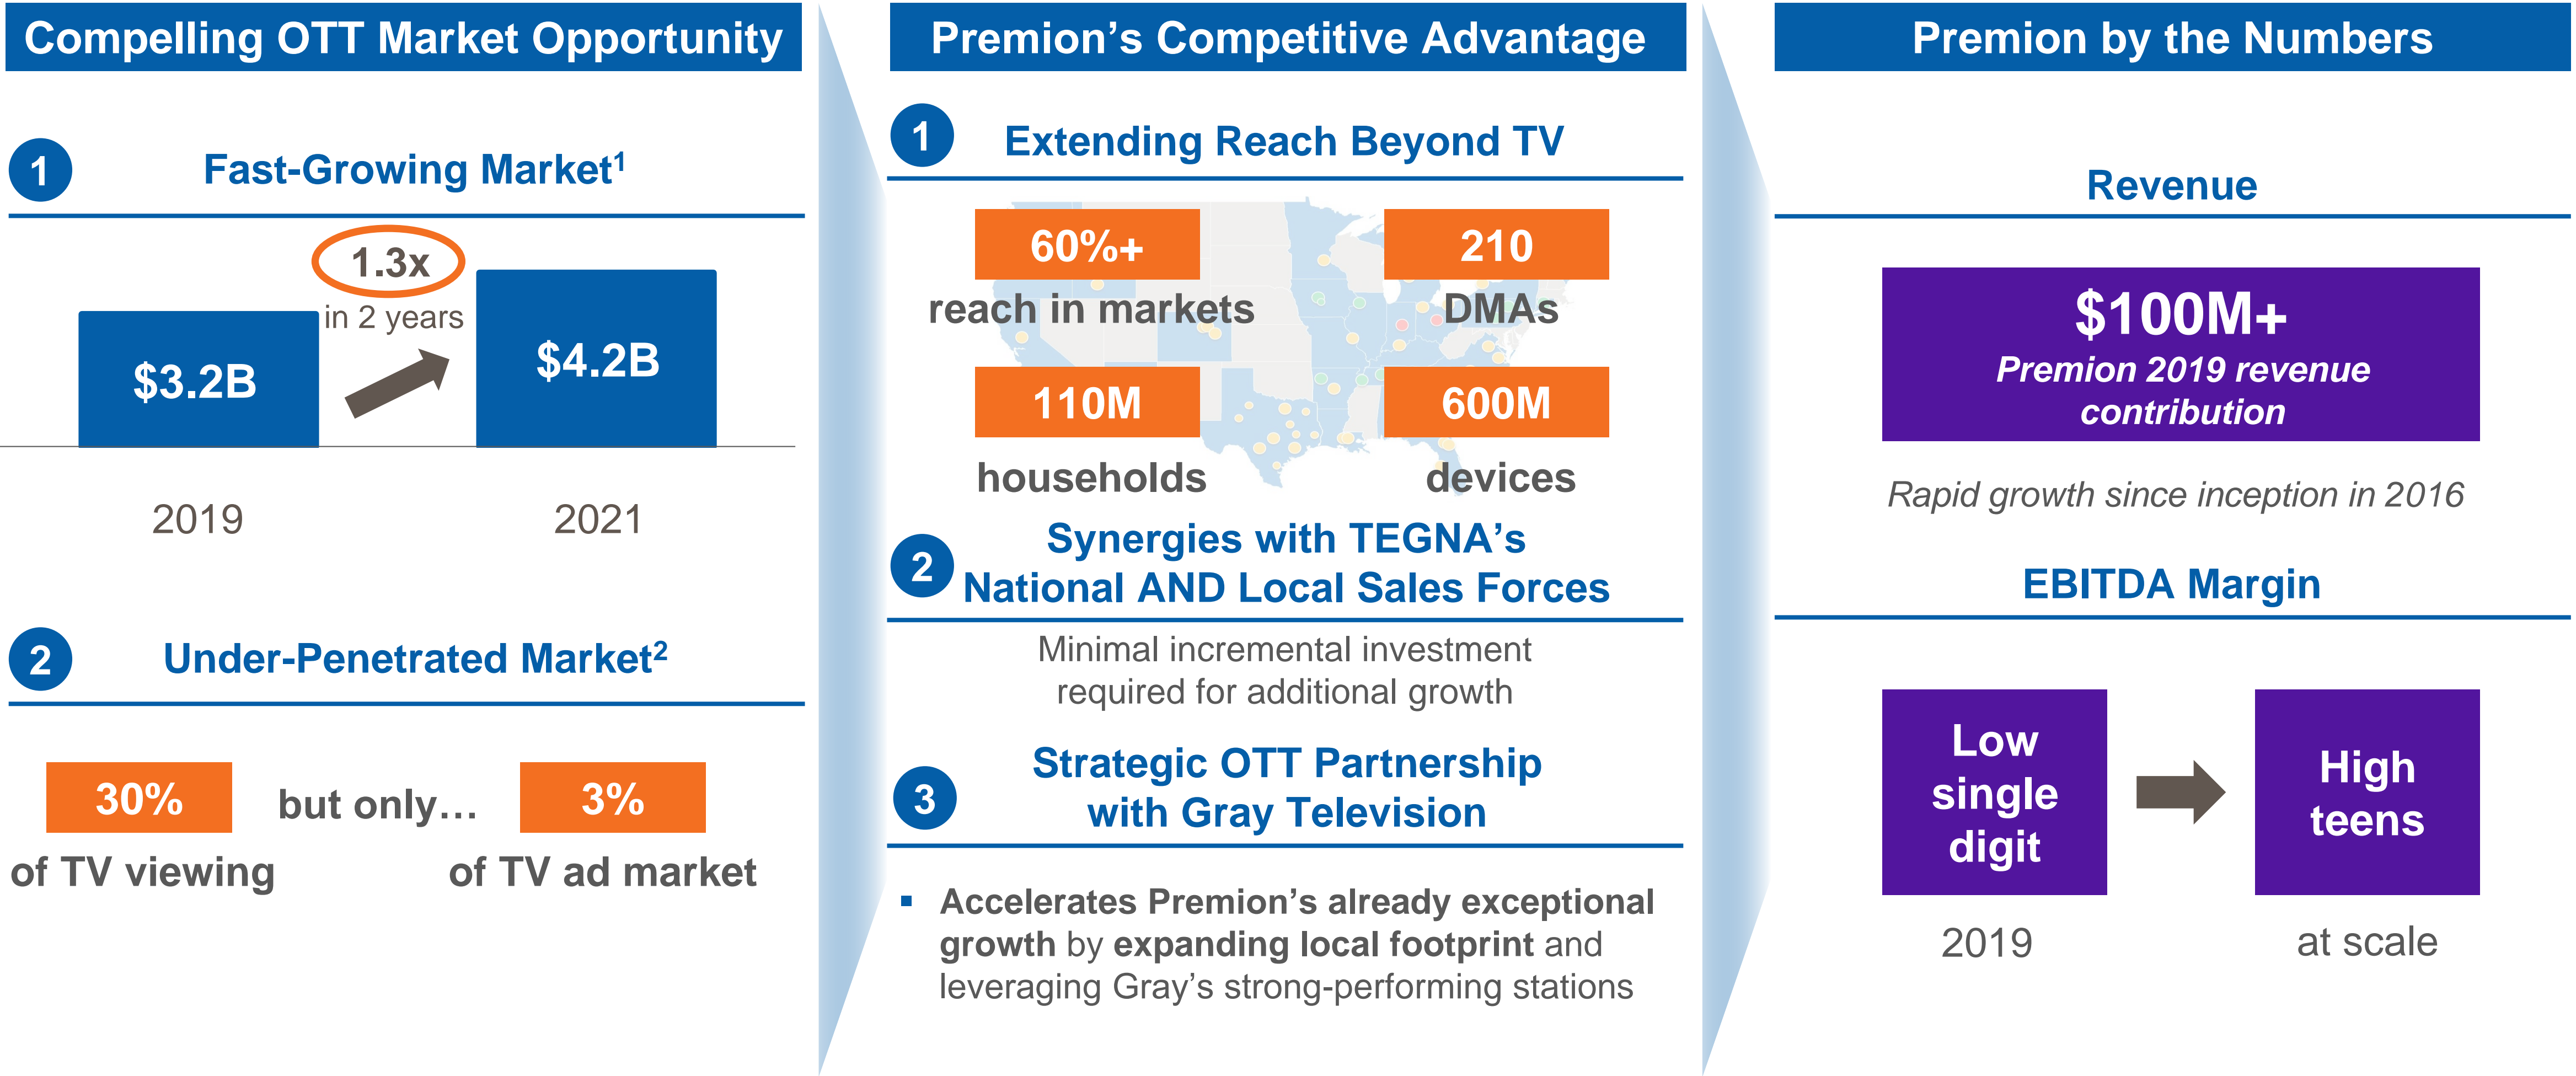 Compelling OTT Market Opportunity
1
Fast-Growing Market¹
1.3x
in 2 years
$3.2B
$4.2B
2019
2021
2
Under-Penetrated Market²
30%
but only…
3%
of TV viewing
of TV ad market
Premion’s Competitive Advantage
1
Extending Reach Beyond TV
60%+
210
reach in markets
DMAs
110M
600M
households
devices
2
Synergies with TEGNA’s
National AND Local Sales Forces
Minimal incremental investment
required for additional growth
3
Strategic OTT Partnership
with Gray Television
▪ Accelerates Premion’s already exceptional
growth by expanding local footprint and
leveraging Gray’s strong-performing stations
Premion by the Numbers
Revenue
$100M+
Premion 2019 revenue
contribution
Rapid growth since inception in 2016
EBITDA Margin
Low
single
digit
High
teens
2019
at scale